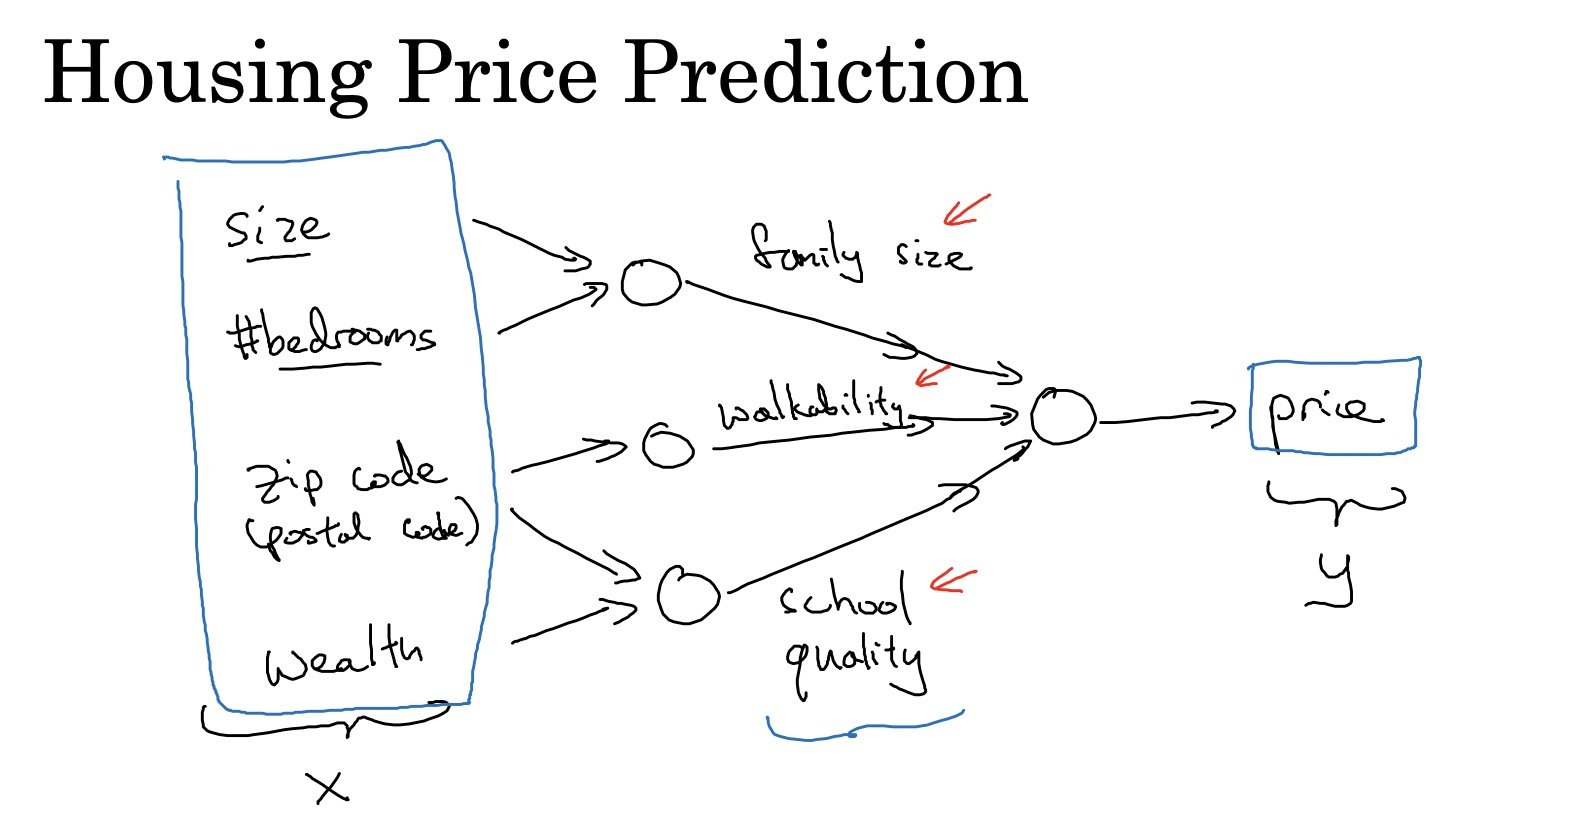 Housing Price Prediction
size
#bedrooms
zip code
(postal code)
wealth
x
family size
walkability
school
quality
price
y